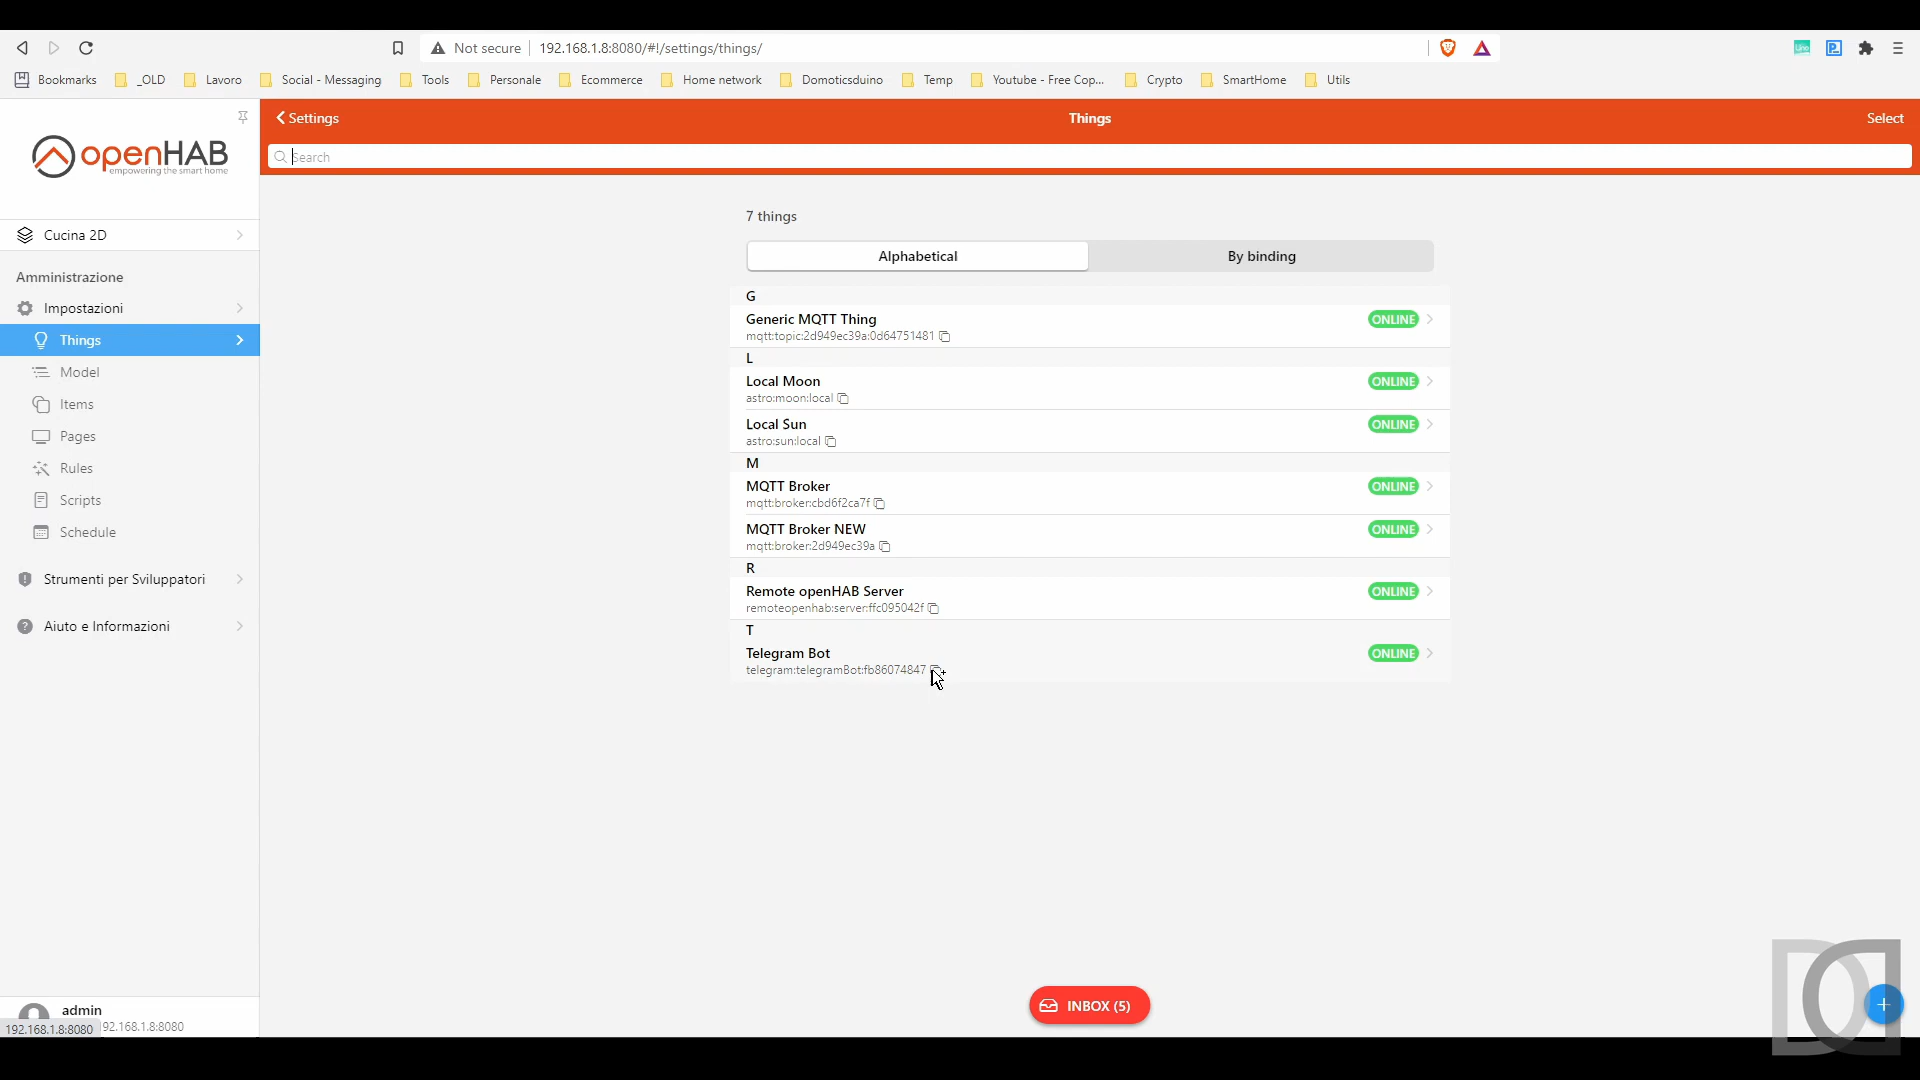 Not secure
192.168.1.8:8080/#!/settings/things/
Bookmarks
_OLD
Lavoro
Social - Messaging
Tools
Personale
Ecommerce
Home network
Domoticsduino
Temp
Youtube - Free Cop...
Crypto
SmartHome
Utils
openHAB
empowering the smart home
Cucina 2D
Amministrazione
Impostazioni
Things
Model
Items
Pages
Rules
Scripts
Schedule
Strumenti per Sviluppatori
Aiuto e Informazioni
admin
192.168.1.8:8080
92.168.1.8:8080
Settings
Things
Select
Search
7 things
Alphabetical
By binding
G
Generic MQTT Thing
ONLINE
mqtt:topic:2d949ec39a:0d64751481
L
Local Moon
ONLINE
astro:moon:local
Local Sun
ONLINE
astro:sun:local
M
MQTT Broker
ONLINE
mqtt:broker:cbd6f2ca7f
MQTT Broker NEW
ONLINE
mqtt:broker:2d949ec39a
R
Remote openHAB Server
ONLINE
remoteopenhab:server:ffc095042f
T
Telegram Bot
ONLINE
telegram:telegramBot:fb86074847
INBOX (5)